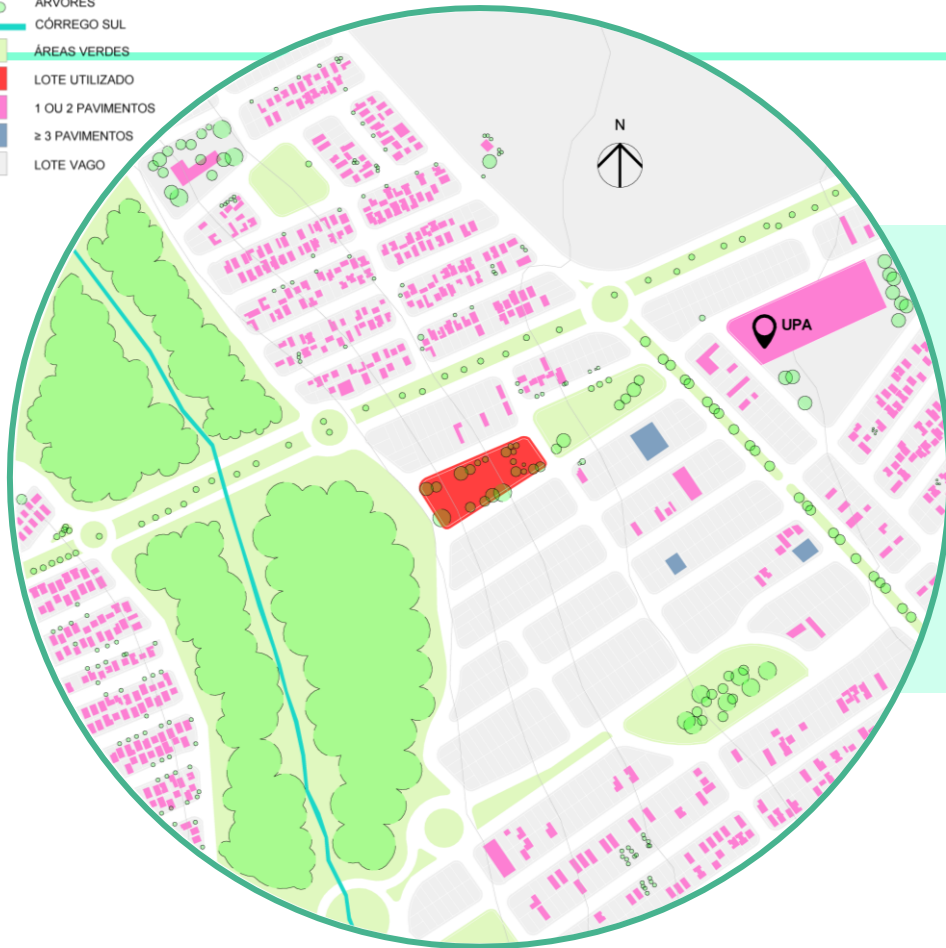 ÁRVORES
CÓRREGO SUL
ÁREAS VERDES
LOTE UTILIZADO
1 OU 2 PAVIMENTOS
≥ 3 PAVIMENTOS
LOTE VAGO
N
UPA